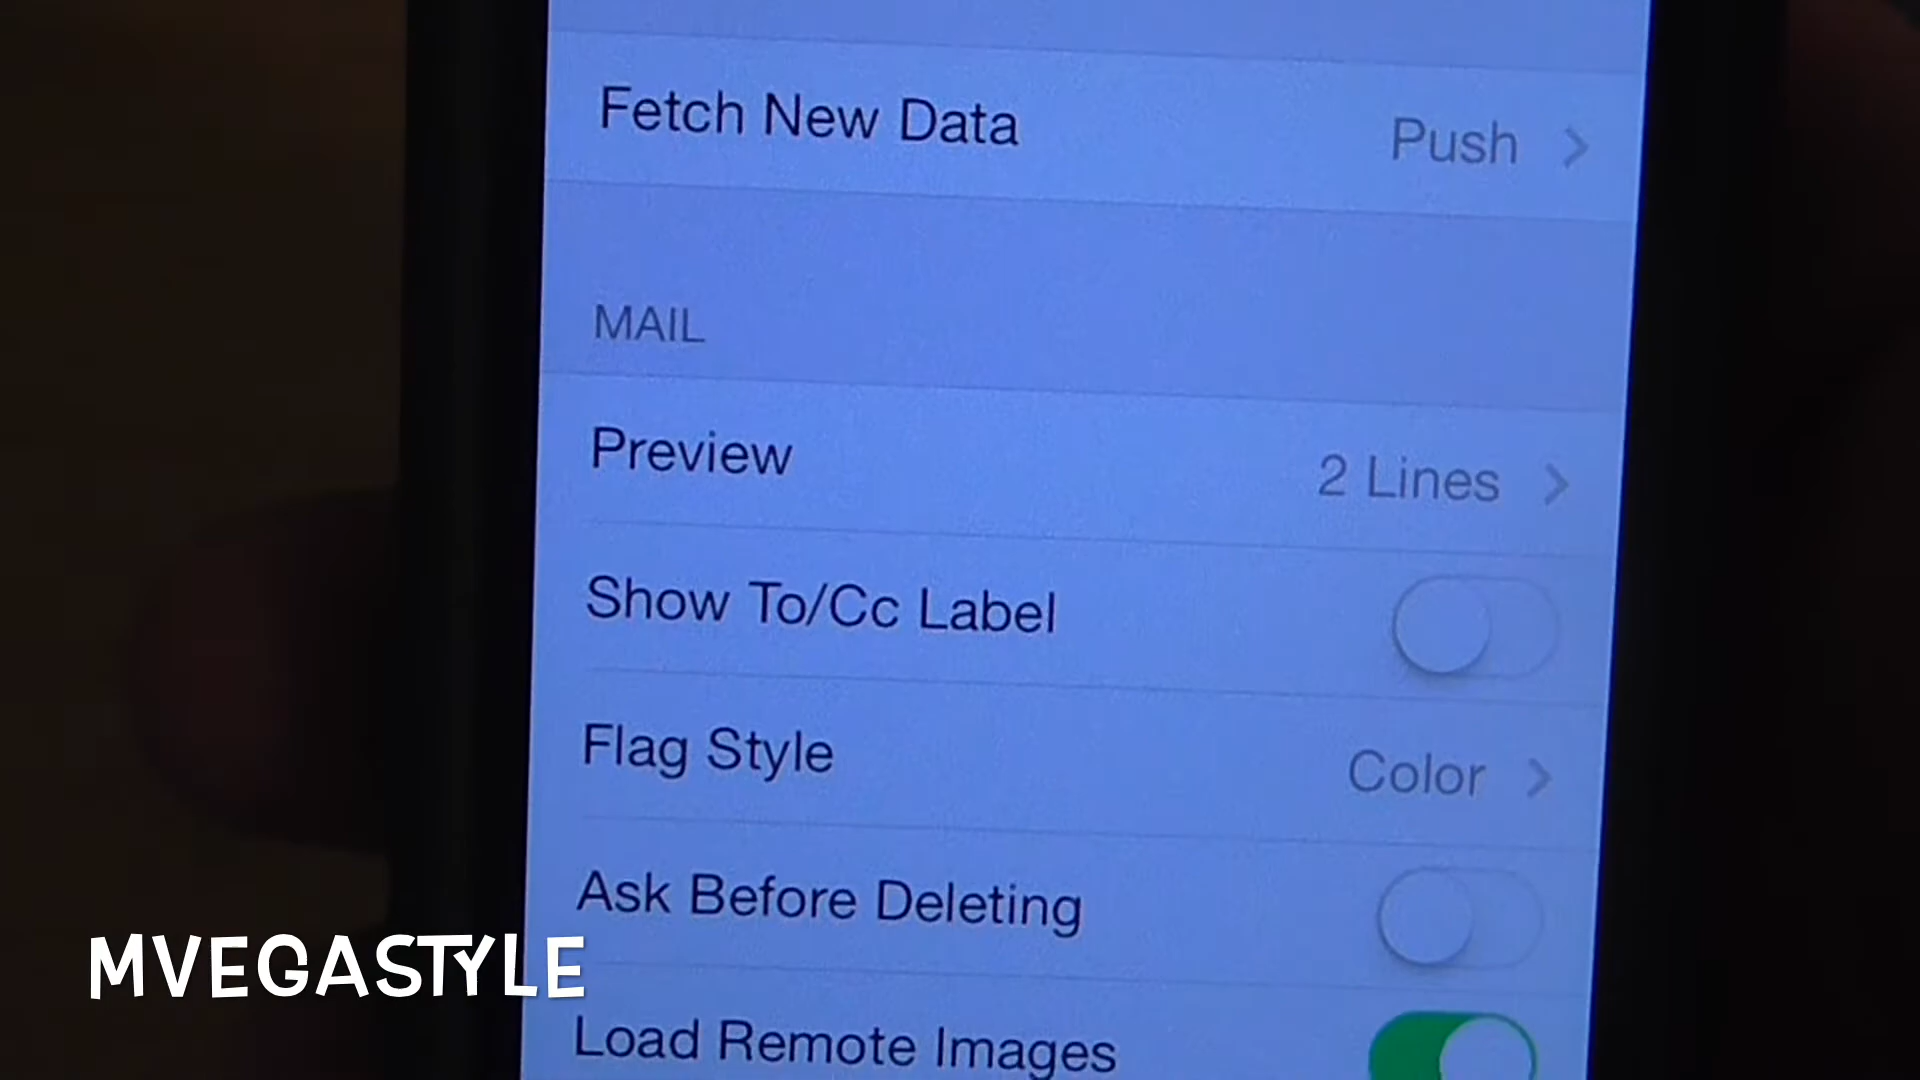 Fetch New Data Push
MAIL
Preview 2 Lines
Show To/Cc Label
Flag Style Color
Ask Before Deleting
MVEGASTYLE
Load Remote Images